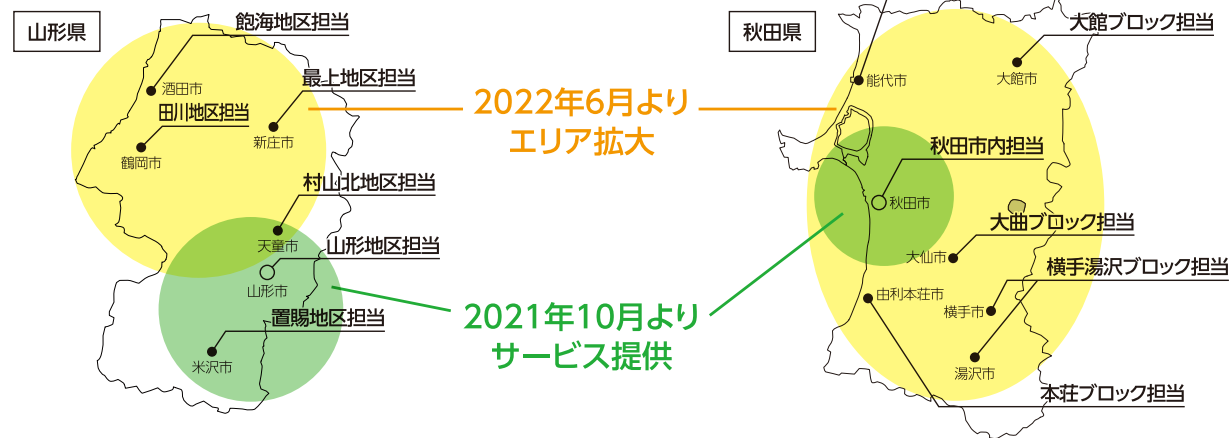 山形県
飽海地区担当
酒田市
最上地区担当
田川地区担当
新庄市
鶴岡市
村山北地区担当
天童市
山形地区担当
山形市
置賜地区担当
米沢市
2022年6月より
エリア拡大
2021年10月より
サービス提供
秋田県
大館ブロック担当
能代市
大館市
秋田市内担当
秋田市
大曲ブロック担当
大仙市
横手湯沢ブロック担当
由利本荘市
横手市
湯沢市
本荘ブロック担当